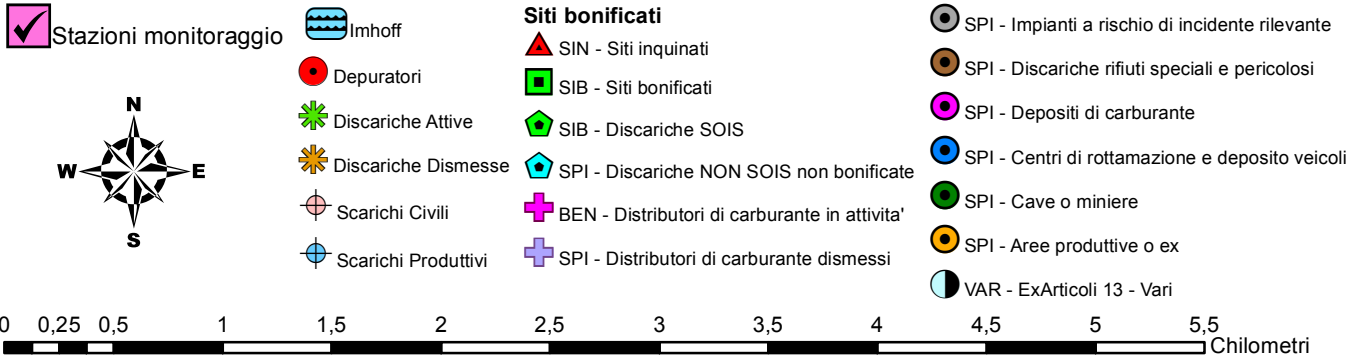 Stazioni monitoraggio
N
W E
S
Imhoff
Depuratori
Discariche Attive
Discariche Dismesse
Scarichi Civili
Scarichi Produttivi
Siti bonificati
SIN - Siti inquinati
SIB - Siti bonificati
SIB - Discariche SOIS
SPI - Discariche NON SOIS non bonificate
BEN - Distributori di carburante in attivita'
SPI - Distributori di carburante dismessi
SPI - Impianti a rischio di incidente rilevante
SPI - Discariche rifiuti speciali e pericolosi
SPI - Depositi di carburante
SPI - Centri di rottamazione e deposito veicoli
SPI - Cave o miniere
SPI - Aree produttive o ex
VAR - ExArticoli 13 - Vari
0 0,25 0,5 1 1,5 2 2,5 3 3,5 4 4,5 5 5,5
Chilometri